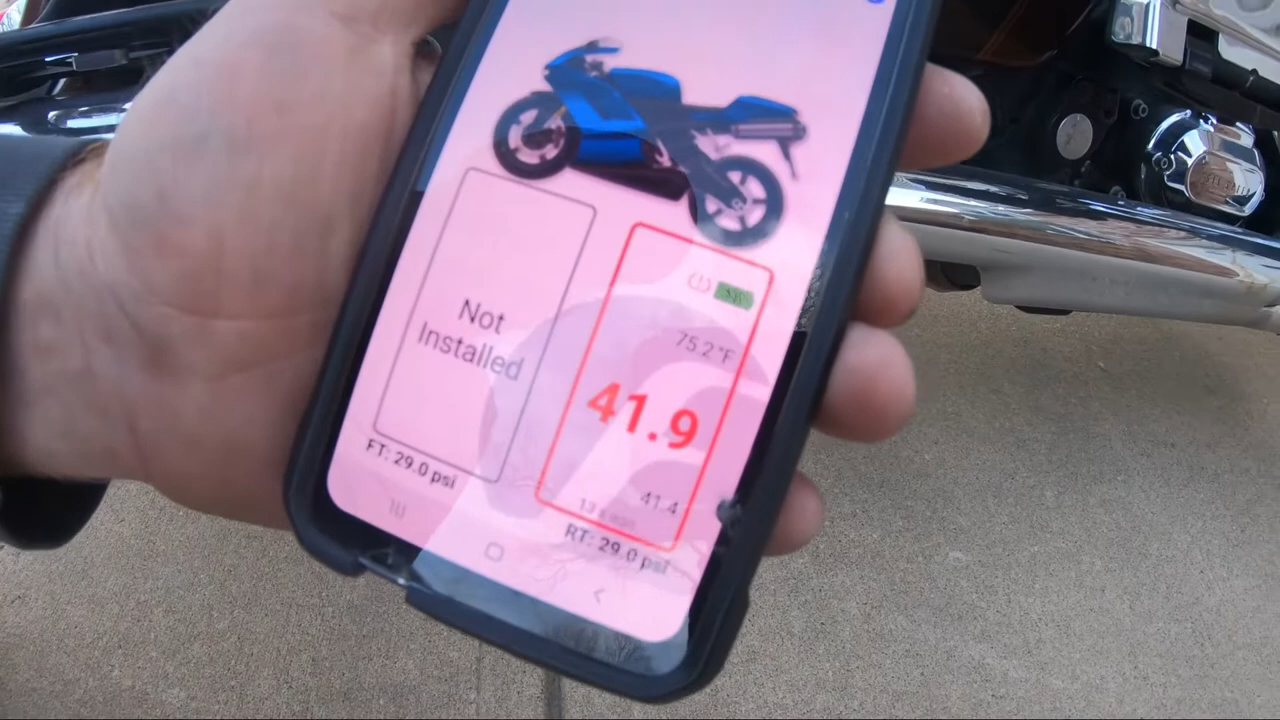 Not
Installed
FT: 29.0 psi
75.2°F
41.9
41.4
RT: 29.0 psi